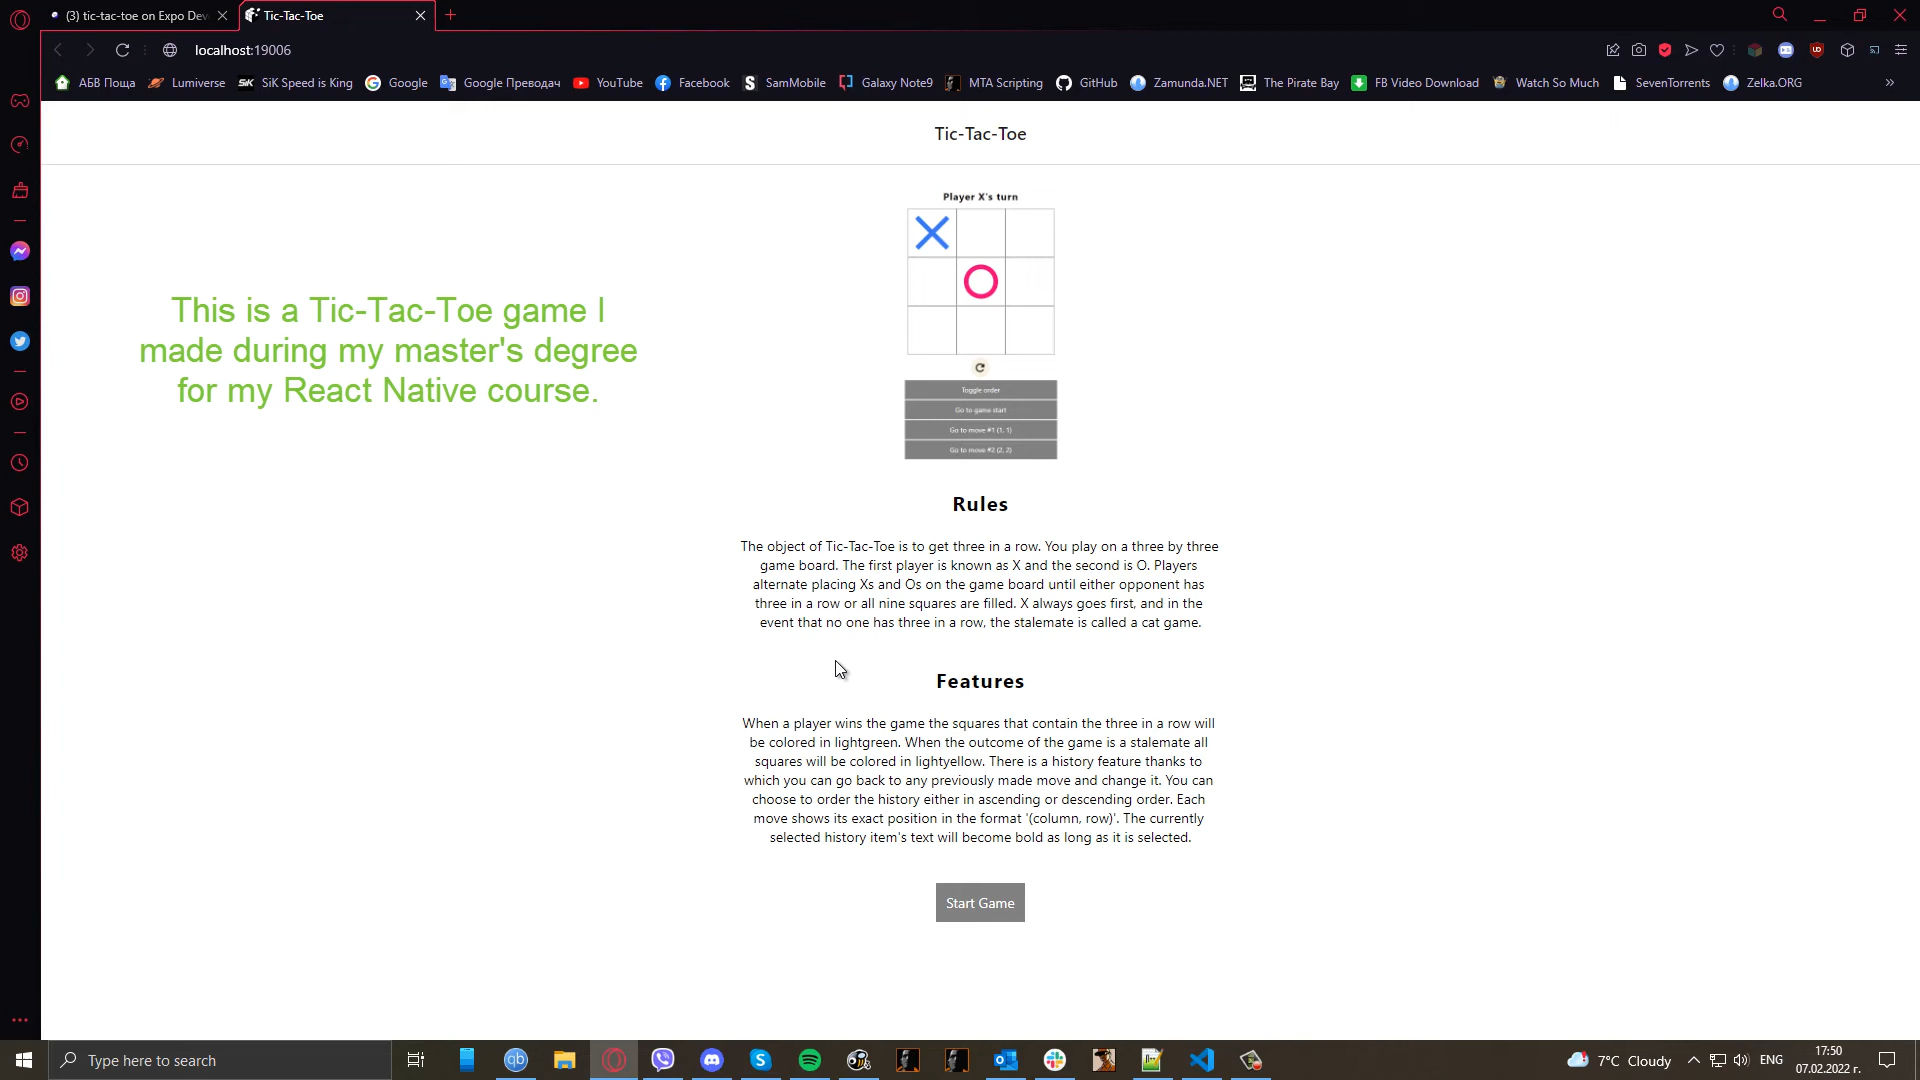 (3) tic-tac-toe on Expo Dev
Tic-Tac-Toe
localhost:19006
АБВ Поща
Lumiverse
SiK Speed is King
Google
Google Преводач
YouTube
Facebook
SamMobile
Galaxy Note9
MTA Scripting
GitHub
Zamunda.NET
The Pirate Bay
FB Video Download
Watch So Much
SevenTorrents
Zelka.ORG
Tic-Tac-Toe
Player X's turn
Toggle order
Go to game start
Go to move #1 (1, 1)
Go to move #2 (2, 2)
This is a Tic-Tac-Toe game I
made during my master's degree
for my React Native course.
Rules
The object of Tic-Tac-Toe is to get three in a row. You play on a three by three
game board. The first player is known as X and the second is O. Players
alternate placing Xs and Os on the game board until either opponent has
three in a row or all nine squares are filled. X always goes first, and in the
event that no one has three in a row, the stalemate is called a cat game.
Features
When a player wins the game the squares that contain the three in a row will
be colored in lightgreen. When the outcome of the game is a stalemate all
squares will be colored in lightyellow. There is a history feature thanks to
which you can go back to any previously made move and change it. You can
choose to order the history either in ascending or descending order. Each
move shows its exact position in the format '(column, row)'. The currently
selected history item's text will become bold as long as it is selected.
Start Game
Type here to search
7°C Cloudy
ENG
17:50
07.02.2022 г.